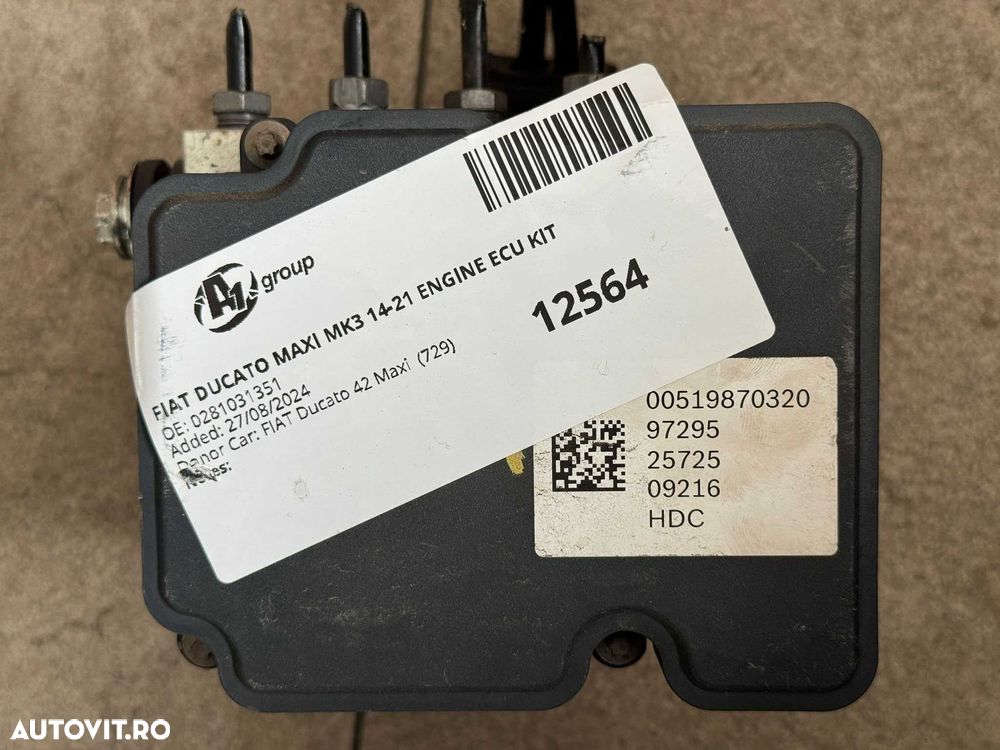 A1 group
FIAT DUCATO MAXI MK3 14-21 ENGINE ECU KIT
OE: 0281031351
Added: 27/08/2024
Donor Car: FIAT Ducato 42 Maxi (729)
Notes:
12564
00519870320
97295
25725
09216
HDC
AUTOVIT.RO